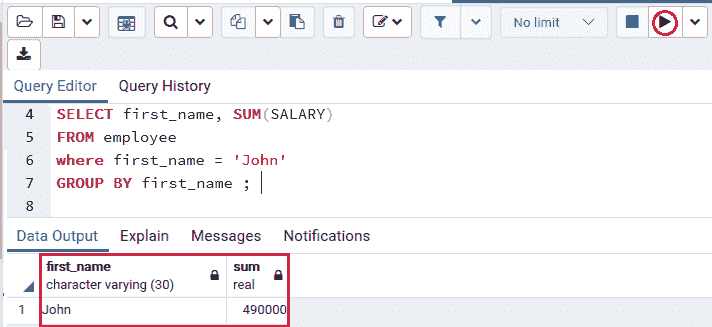 No limit
Query Editor Query History
4 SELECT first_name, SUM(SALARY)
5 FROM employee
6 where first_name = 'John'
7 GROUP BY first_name ;
8
Data Output Explain Messages Notifications
first_name sum
character varying (30) real
1 John 490000